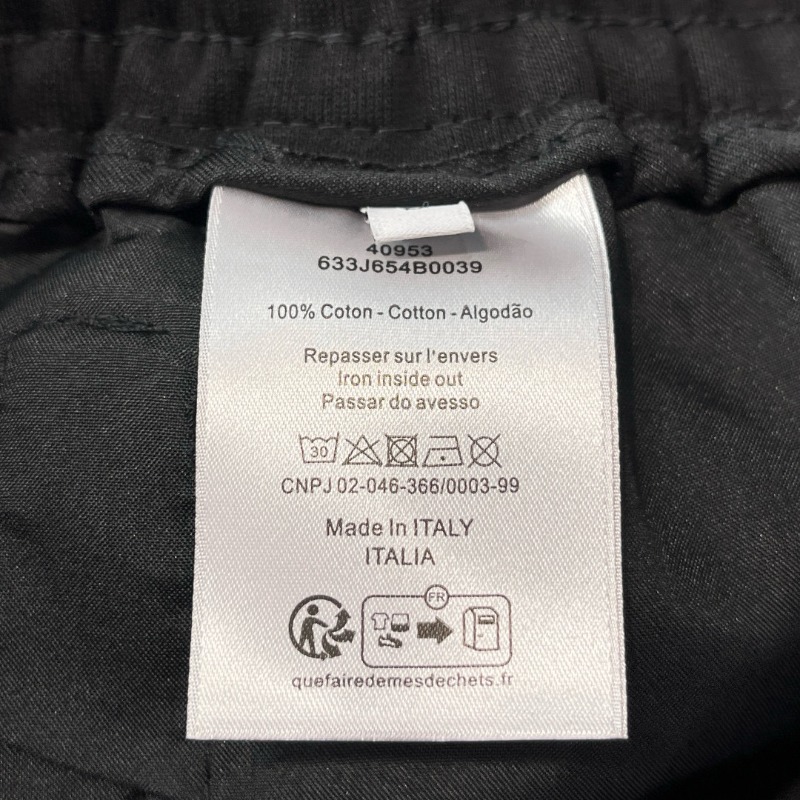 40953
633J654B0039
100% Coton - Cotton - Algodão
Repasser sur l'envers
Iron inside out
Passar do avesso
30
CNPJ 02-046-366/0003-99
Made In ITALY
ITALIA
FR
quefairedemesdechets.fr